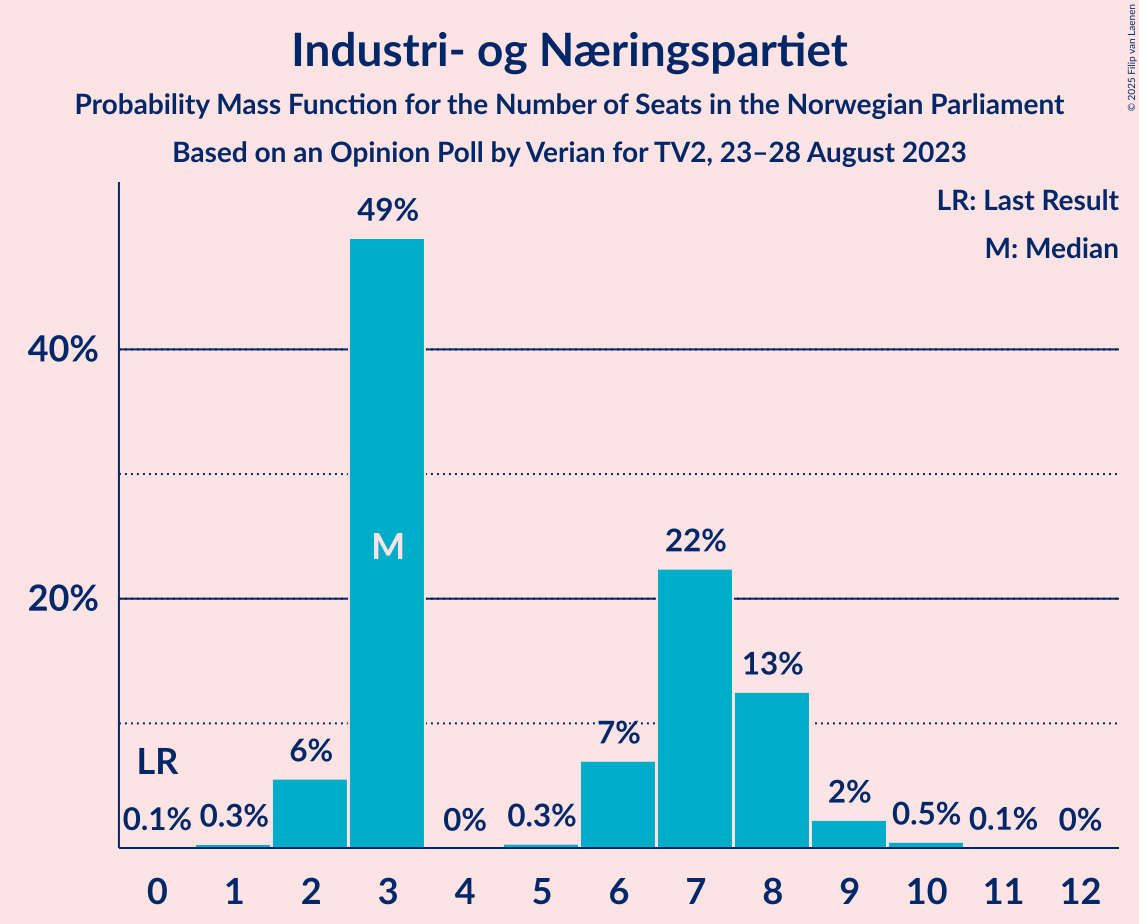 Industri- og Næringspartiet
Probability Mass Function for the Number of Seats in the Norwegian Parliament
Based on an Opinion Poll by Verian for TV2, 23–28 August 2023
© 2025 Filip van Laenen
LR: Last Result
M: Median
49%
40%
M
22%
20%
13%
7%
6%
LR
2%
0.1% 0.3% 0% 0.3% 0.5% 0.1% 0%
0 1 2 3 4 5 6 7 8 9 10 11 12